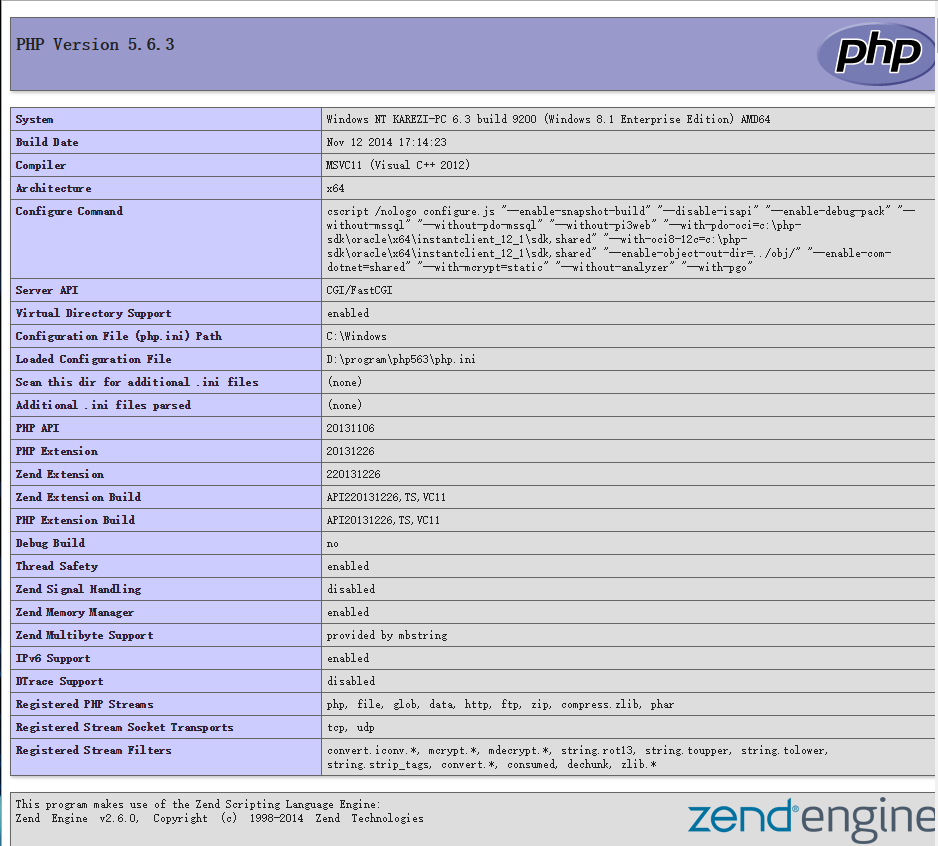 PHP Version 5.6.3
php
System Windows NT KAREZI-PC 6.3 build 9200 (Windows 8.1 Enterprise Edition) AMD64
Build Date Nov 12 2014 17:14:23
Compiler MSVC11 (Visual C++ 2012)
Architecture x64
Configure Command cscript /nologo configure.js "--enable-snapshot-build" "--disable-isapi" "--enable-debug-pack" "--
without-mssql" "--without-pdo-mssql" "--without-pi3web" "--with-pdo-oci=c:\php-
sdk\oracle\x64\instantclient_12_1\sdk,shared" "--with-oci8-12c=c:\php-
sdk\oracle\x64\instantclient_12_1\sdk,shared" "--enable-object-out-dir=../obj/" "--enable-com-
dotnet=shared" "--with-mcrypt=static" "--without-analyzer" "--with-pgo"
Server API CGI/FastCGI
Virtual Directory Support enabled
Configuration File (php.ini) Path C:\Windows
Loaded Configuration File D:\program\php563\php.ini
Scan this dir for additional .ini files (none)
Additional .ini files parsed (none)
PHP API 20131106
PHP Extension 20131226
Zend Extension 220131226
Zend Extension Build API220131226,TS,VC11
PHP Extension Build API20131226,TS,VC11
Debug Build no
Thread Safety enabled
Zend Signal Handling disabled
Zend Memory Manager enabled
Zend Multibyte Support provided by mbstring
IPv6 Support enabled
DTrace Support disabled
Registered PHP Streams php, file, glob, data, http, ftp, zip, compress.zlib, phar
Registered Stream Socket Transports tcp, udp
Registered Stream Filters convert.iconv.*, mcrypt.*, mdecrypt.*, string.rot13, string.toupper, string.tolower,
string.strip_tags, convert.*, consumed, dechunk, zlib.*
This program makes use of the Zend Scripting Language Engine:
Zend Engine v2.6.0, Copyright (c) 1998-2014 Zend Technologies
zend® engine